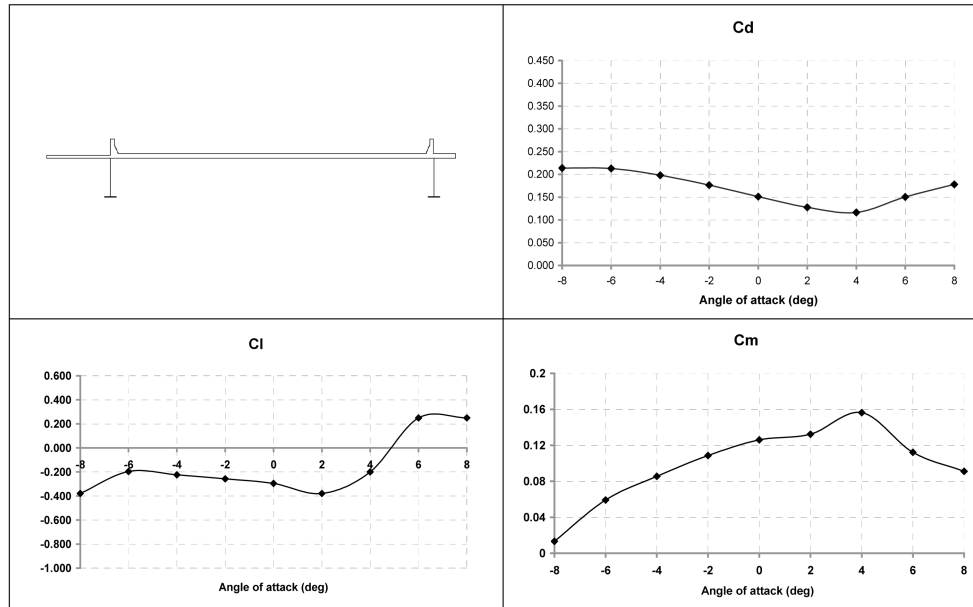 Cd
0.450
0.400
0.350
0.300
0.250
0.200
0.150
0.100
0.050
0.000
-8 -6 -4 -2 0 2 4 6 8
Angle of attack (deg)
Cl
0.600
0.400
0.200
0.000
-8 -6 -4 -2 0 2 4 6 8
-0.200
-0.400
-0.600
-0.800
-1.000
Angle of attack (deg)
Cm
0.2
0.16
0.12
0.08
0.04
0
-8 -6 -4 -2 0 2 4 6 8
Angle of attack (deg)